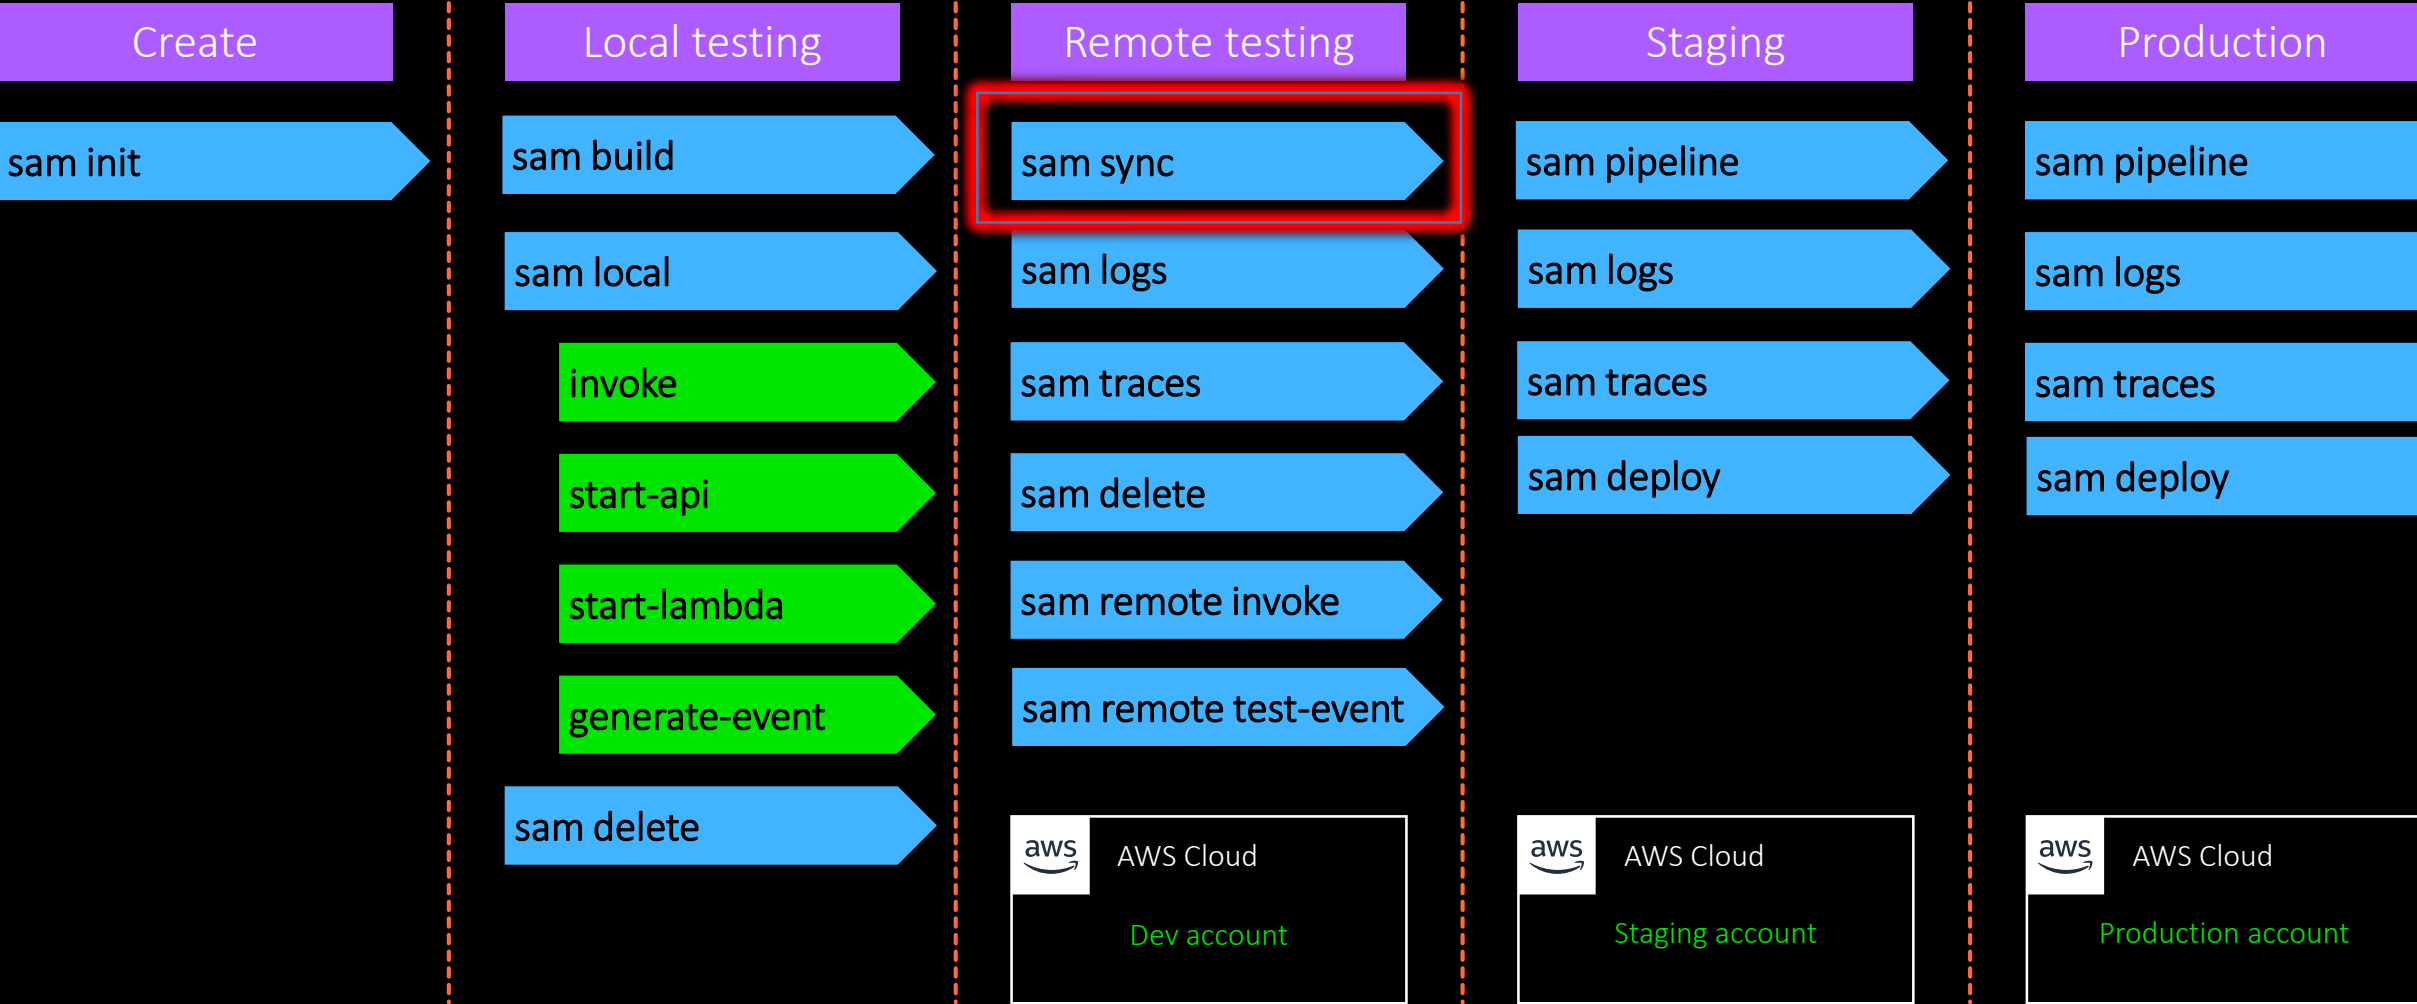 Create
sam init
Local testing
sam build
sam local
invoke
start-api
start-lambda
generate-event
sam delete
Remote testing
sam sync
sam logs
sam traces
sam delete
sam remote invoke
sam remote test-event
aws
AWS Cloud
Dev account
Staging
sam pipeline
sam logs
sam traces
sam deploy
aws
AWS Cloud
Staging account
Production
sam pipeline
sam logs
sam traces
sam deploy
aws
AWS Cloud
Production account